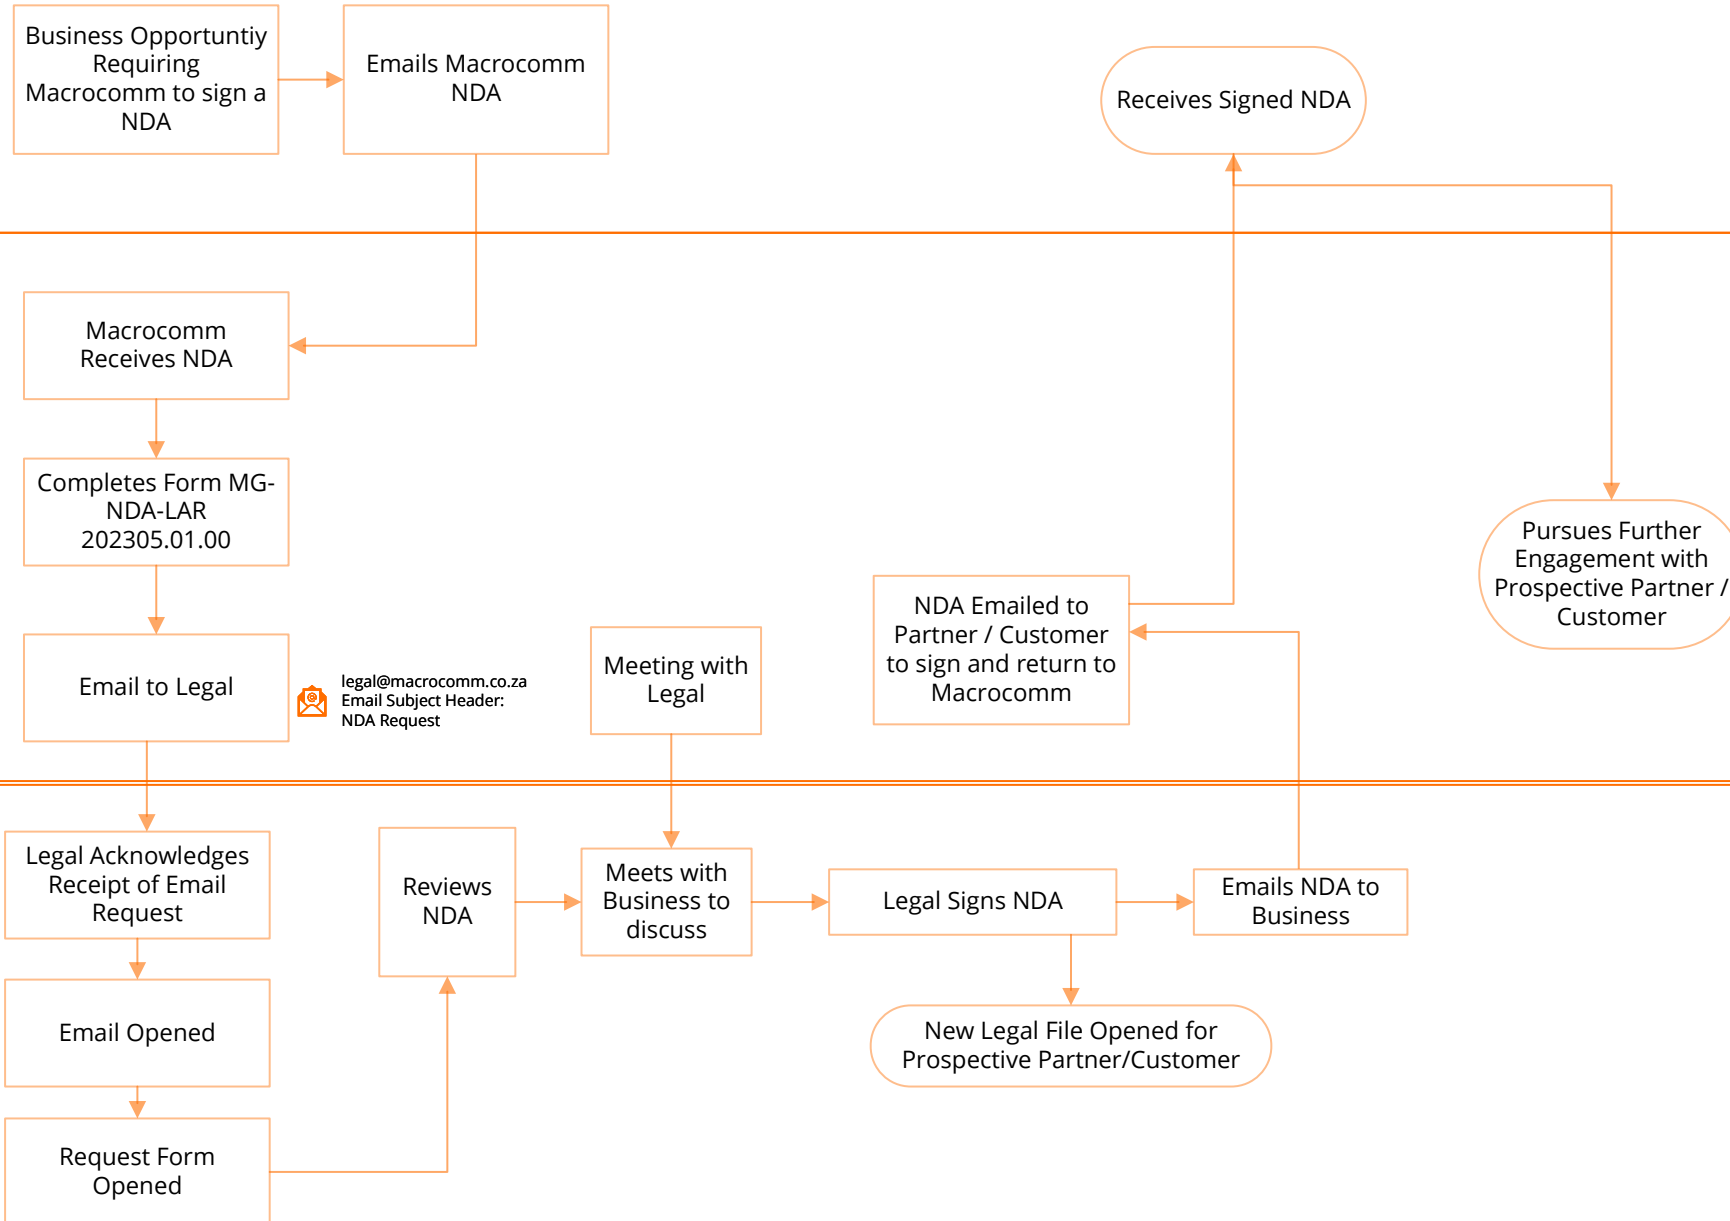 Business Opportuntiy
Requiring
Macrocomm to sign a
NDA
Emails Macrocomm
NDA
Receives Signed NDA
Macrocomm
Receives NDA
Completes Form MG-
NDA-LAR
202305.01.00
Email to Legal
legal@macrocomm.co.za
Email Subject Header:
NDA Request
Meeting with
Legal
NDA Emailed to
Partner / Customer
to sign and return to
Macrocomm
Pursues Further
Engagement with
Prospective Partner /
Customer
Legal Acknowledges
Receipt of Email
Request
Email Opened
Request Form
Opened
Reviews
NDA
Meets with
Business to
discuss
Legal Signs NDA
Emails NDA to
Business
New Legal File Opened for
Prospective Partner/Customer